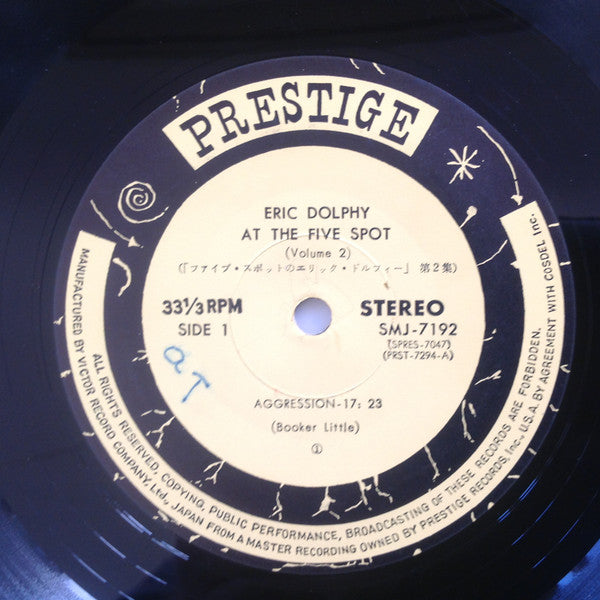 PRESTIGE
ERIC DOLPHY
AT THE FIVE SPOT
(Volume 2)
(「ファイブ・スポットのエリック・ドルフィー」第2集)
33⅓ RPM
SIDE 1
STEREO
SMJ-7192
(SPRES-7047)
(PRST-7294-A)
QT
AGGRESSION-17:23
(Booker Little)
①
ALL RIGHTS RESERVED, COPYING, PUBLIC PERFORMANCE, BROADCASTING OF THESE RECORDS ARE FORBIDDEN.
MANUFACTURED BY VICTOR RECORD COMPANY, Ltd., JAPAN FROM A MASTER RECORDING OWNED BY PRESTIGE RECORDS, Inc., U.S.A. BY AGREEMENT WITH COSDEL Inc.